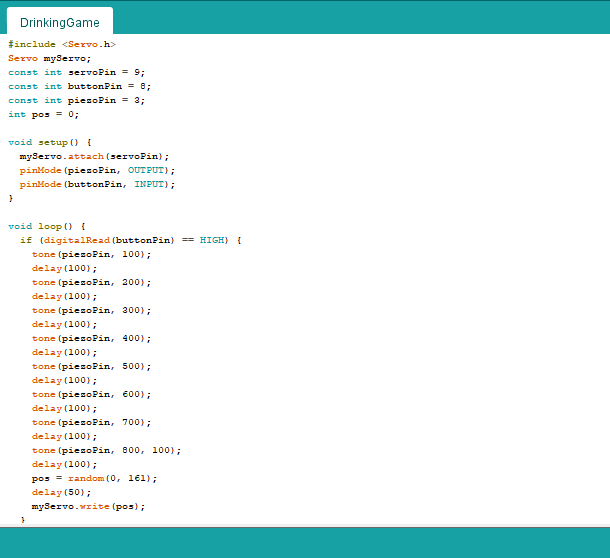 DrinkingGame
#include <Servo.h>
Servo myServo;
const int servoPin = 9;
const int buttonPin = 8;
const int piezoPin = 3;
int pos = 0;

void setup() {
  myServo.attach(servoPin);
  pinMode(piezoPin, OUTPUT);
  pinMode(buttonPin, INPUT);
}

void loop() {
  if (digitalRead(buttonPin) == HIGH) {
    tone(piezoPin, 100);
    delay(100);
    tone(piezoPin, 200);
    delay(100);
    tone(piezoPin, 300);
    delay(100);
    tone(piezoPin, 400);
    delay(100);
    tone(piezoPin, 500);
    delay(100);
    tone(piezoPin, 600);
    delay(100);
    tone(piezoPin, 700);
    delay(100);
    tone(piezoPin, 800, 100);
    delay(100);
    pos = random(0, 161);
    delay(50);
    myServo.write(pos);
  }